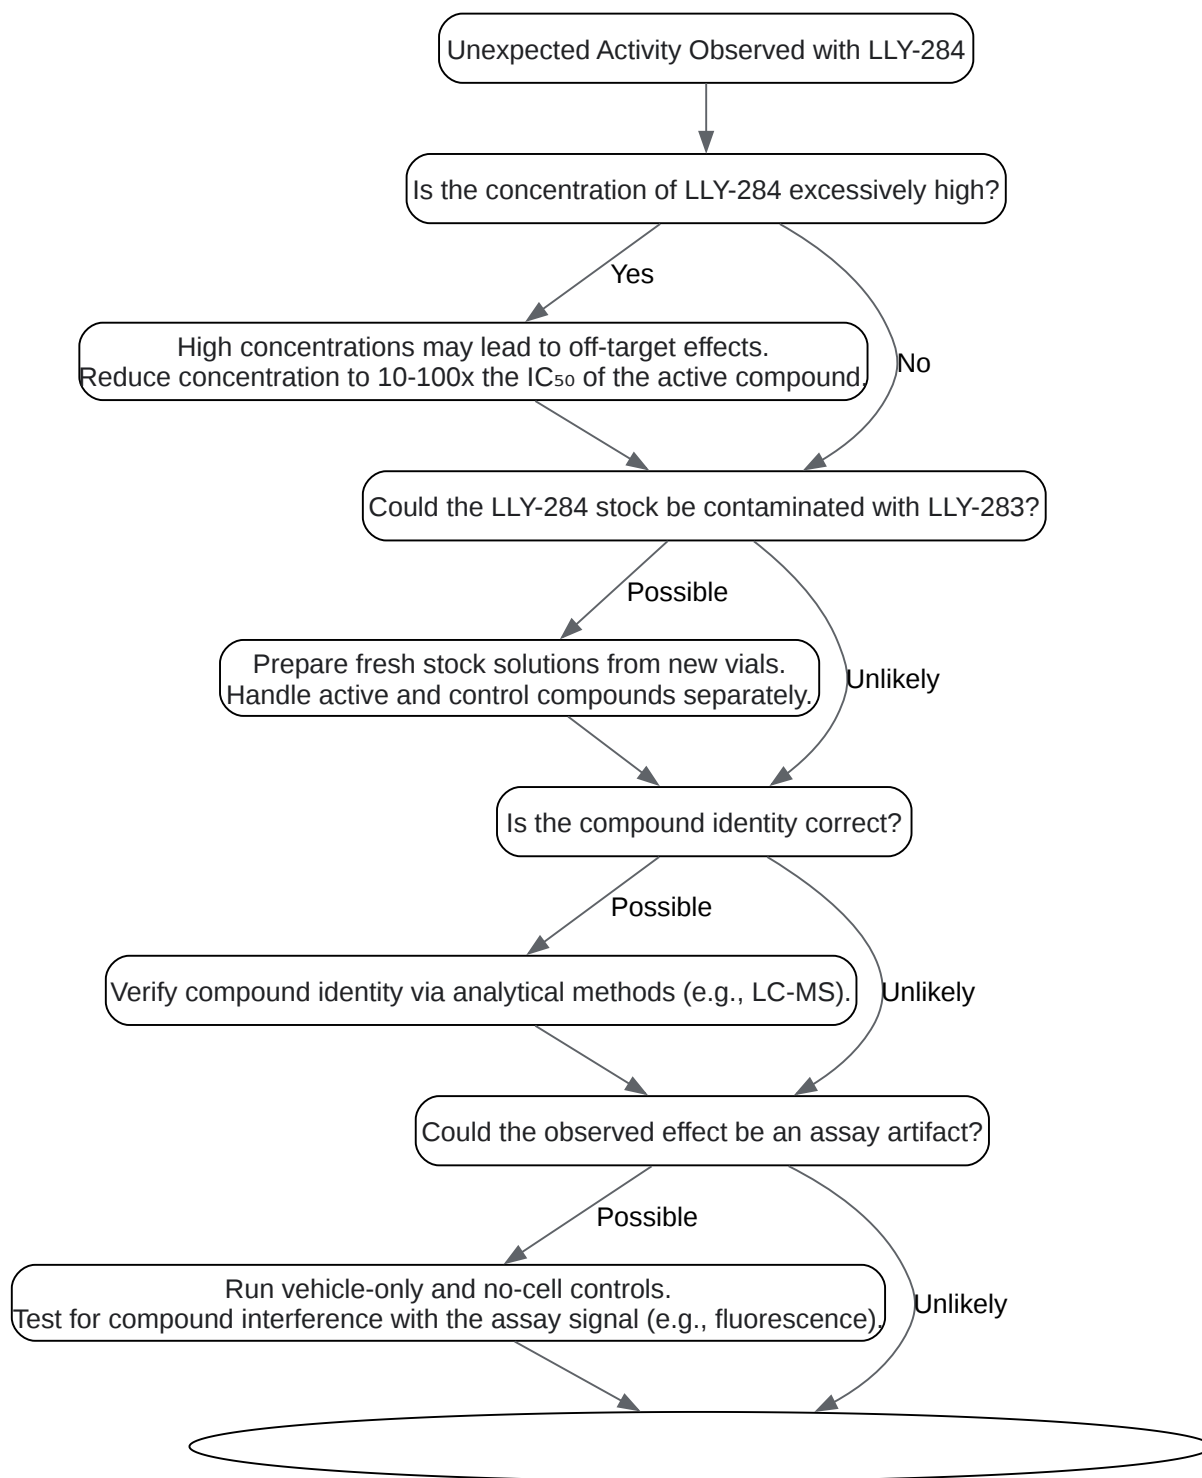 Unexpected Activity Observed with LLY-284
Is the concentration of LLY-284 excessively high?
Yes
High concentrations may lead to off-target effects.
Reduce concentration to 10-100x the IC₅₀ of the active compound.
No
Could the LLY-284 stock be contaminated with LLY-283?
Possible
Prepare fresh stock solutions from new vials.
Handle active and control compounds separately.
Unlikely
Is the compound identity correct?
Possible
Verify compound identity via analytical methods (e.g., LC-MS).
Unlikely
Could the observed effect be an assay artifact?
Possible
Run vehicle-only and no-cell controls.
Test for compound interference with the assay signal (e.g., fluorescence).
Unlikely